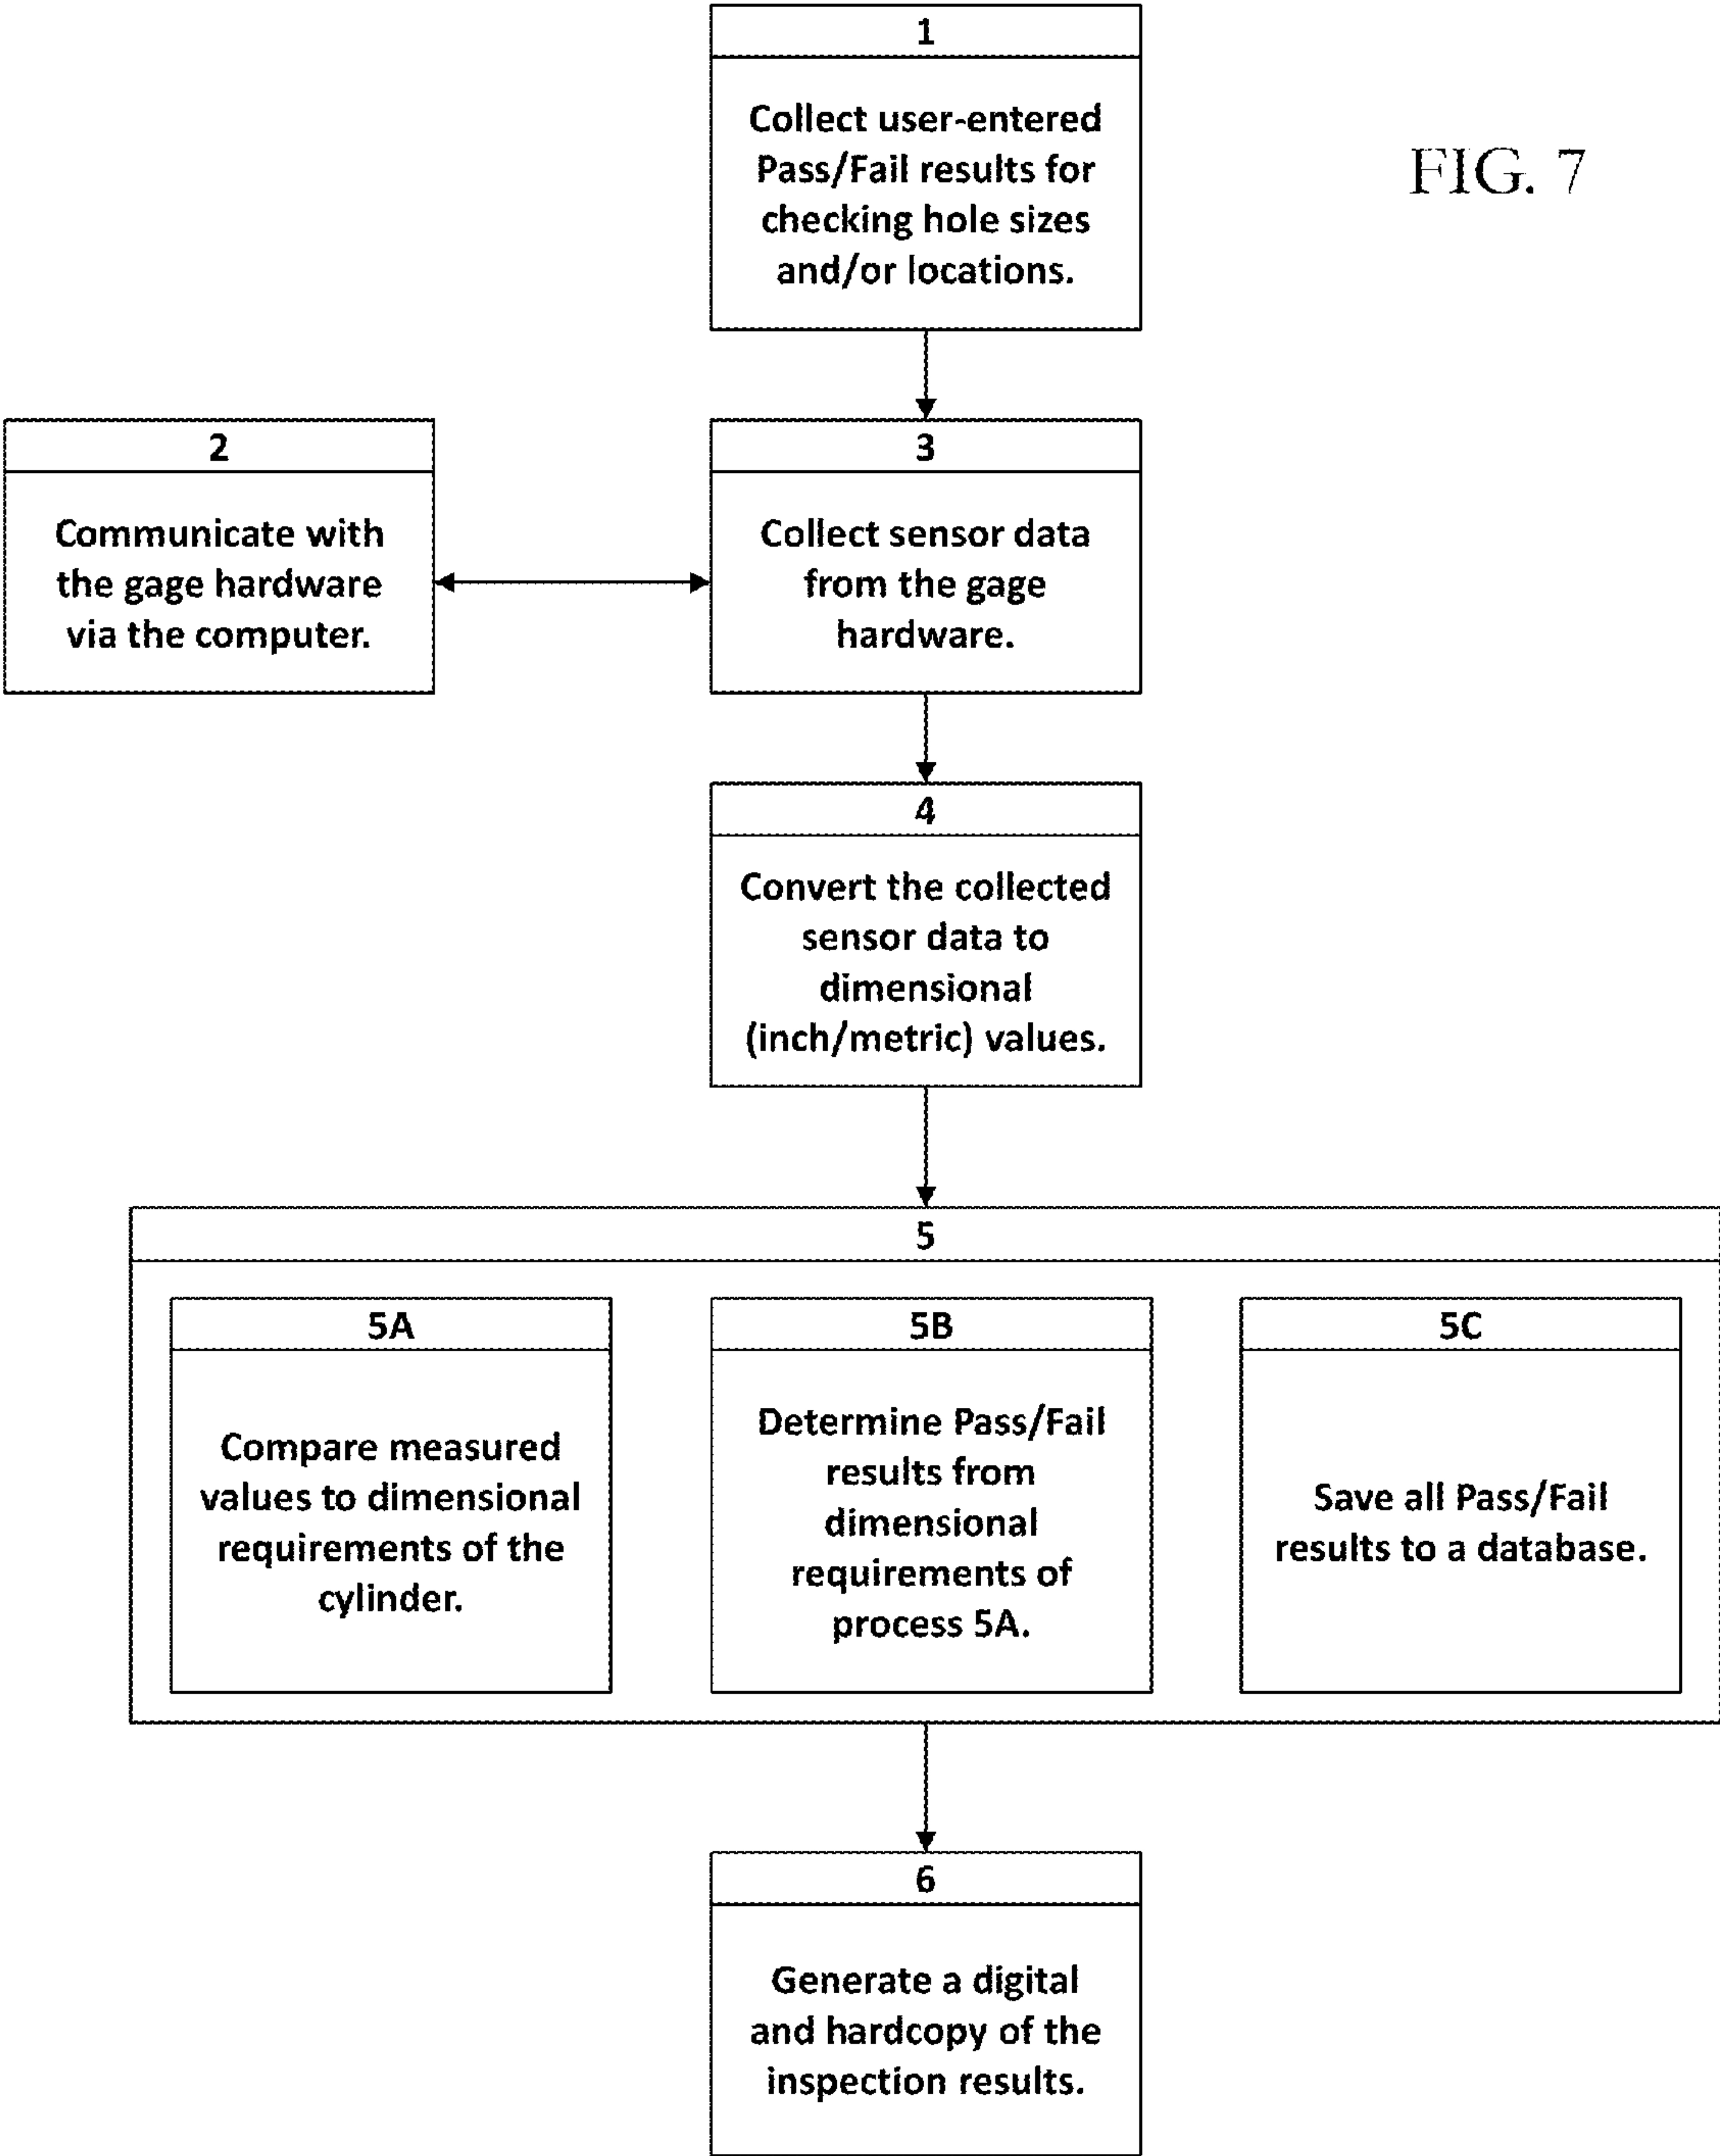 1
Collect user-entered
Pass/Fail results for
checking hole sizes
and/or locations.
FIG. 7
2
Communicate with
the gage hardware
via the computer.
3
Collect sensor data
from the gage
hardware.
4
Convert the collected
sensor data to
dimensional
(inch/metric) values.
5
5A
Compare measured
values to dimensional
requirements of the
cylinder.
5B
Determine Pass/Fail
results from
dimensional
requirements of
process 5A.
5C
Save all Pass/Fail
results to a database.
6
Generate a digital
and hardcopy of the
inspection results.